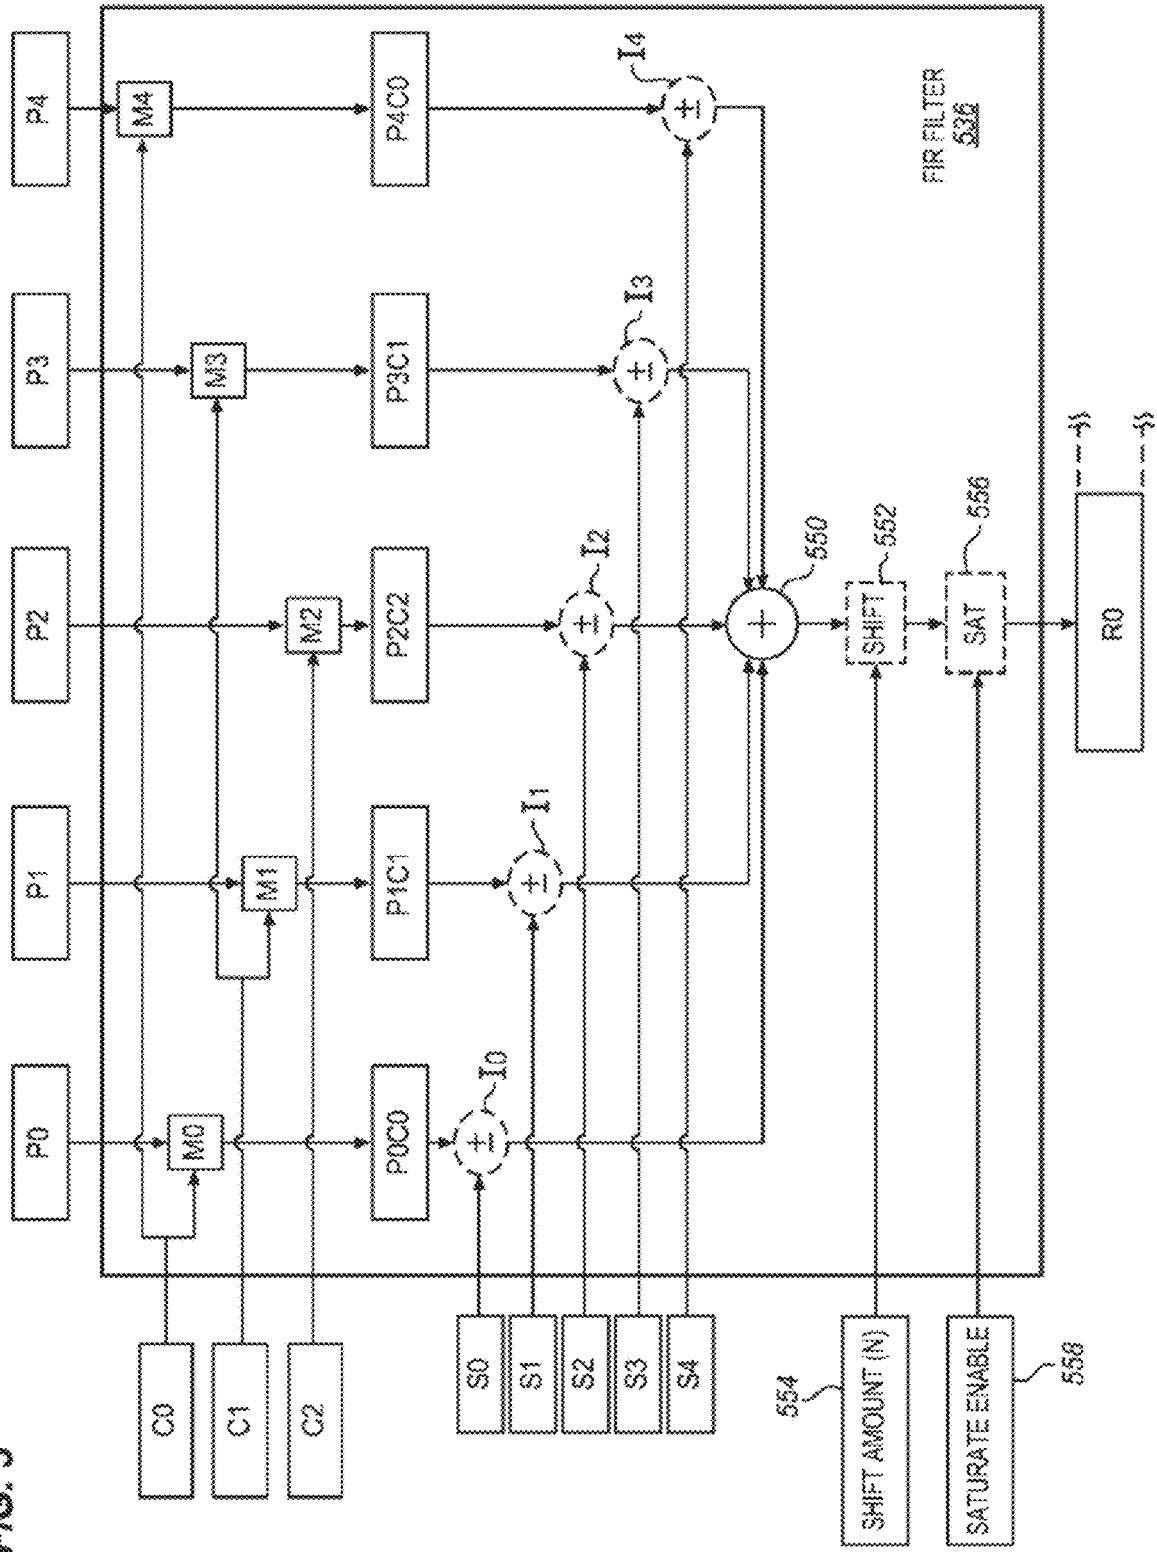 P0
P1
P2
P3
P4
C0
C1
C2
M0
M1
M2
M3
M4
P0C0
P1C1
P2C2
P3C1
P4C0
S0
S1
S2
S3
S4
±
I0
±
I1
±
I2
±
I3
±
I4
+
550
FIR FILTER
536
554
SHIFT AMOUNT (N)
SHIFT
552
SATURATE ENABLE
558
SAT
556
R0